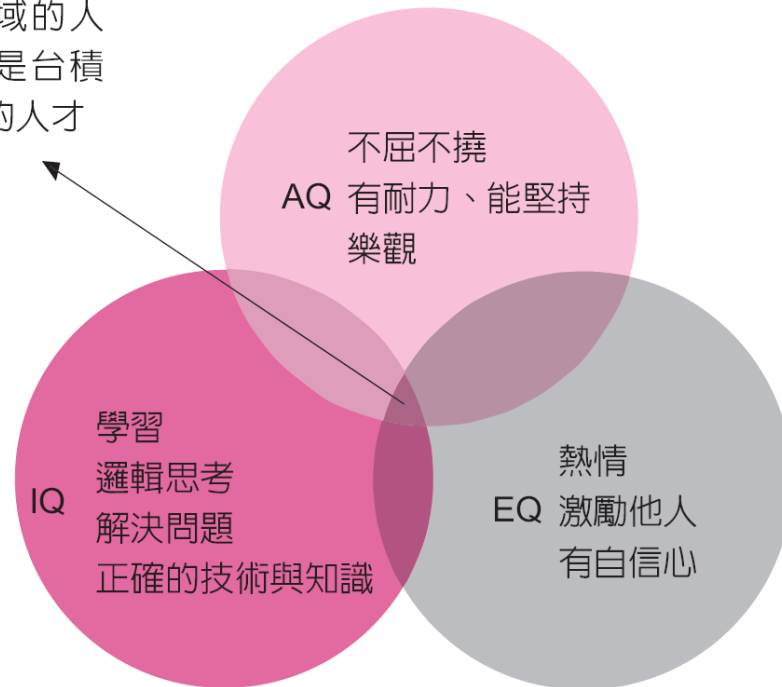 域的人
是台積
的人才
不屈不撓
AQ 有耐力、能堅持
樂觀
學習
邏輯思考
IQ
解決問題
正確的技術與知識
熱情
EQ 激勵他人
有自信心